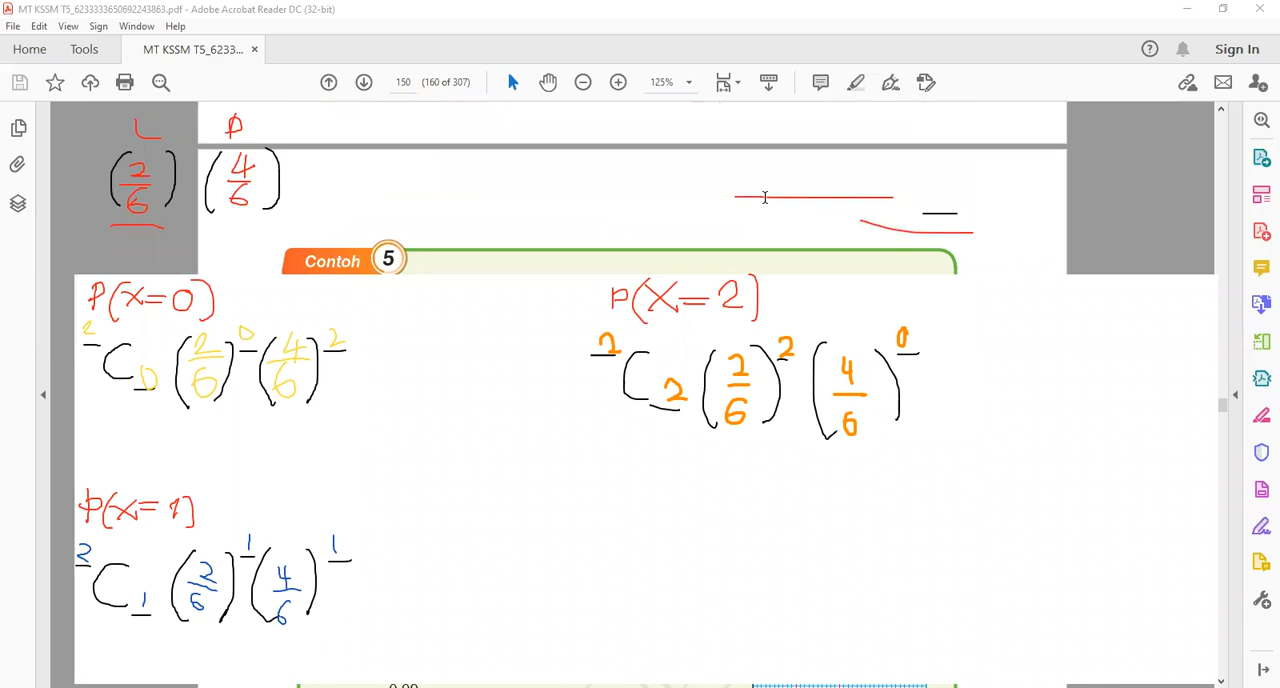 MT KSSM T5_6233333650692243863.pdf - Adobe Acrobat Reader DC (32-bit)
File Edit View Sign Window Help
Home Tools MT KSSM T5_6233... × Sign In
150 (160 of 307) 125%
L P
(2/6) (4/6)
Contoh 5
P(X=0) P(X=2)
²C₀ (2/6)⁰ (4/6)² ²C₂ (2/6)² (4/6)⁰
P(X=1)
²C₁ (2/6)¹ (4/6)¹